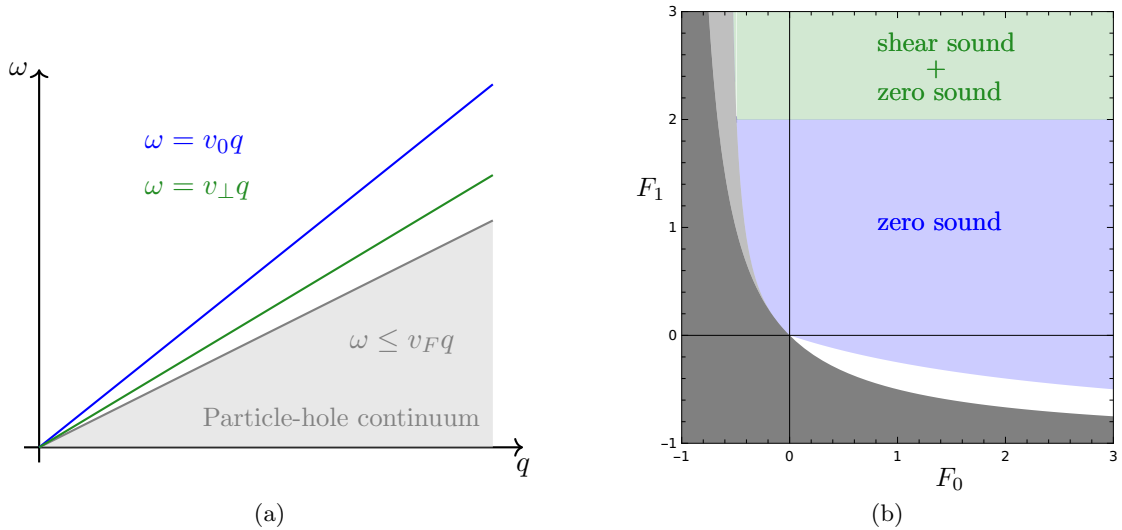 ω
ω = v₀q
ω = v⊥q
ω ≤ v_F q
Particle-hole continuum
q
(a)
3
2
1
0
−1
F₁
shear sound
+
zero sound
zero sound
−1
0
1
2
3
F₀
(b)